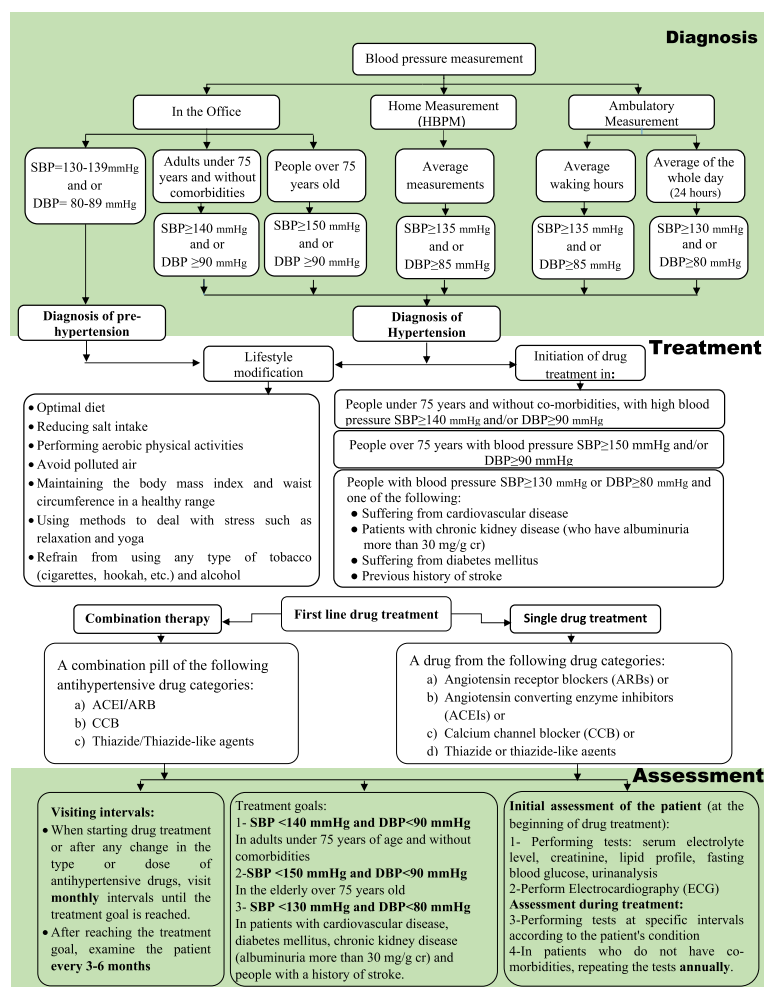 Diagnosis
Blood pressure measurement
In the Office
Home Measurement
(HBPM)
Ambulatory
Measurement
SBP=130-139mmHg
and or
DBP= 80-89 mmHg
Adults under 75
years and without
comorbidities
People over 75
years old
Average
measurements
Average
waking hours
Average of the
whole day
(24 hours)
SBP≥140 mmHg
and or
DBP ≥90 mmHg
SBP≥150 mmHg
and or
DBP ≥90 mmHg
SBP≥135 mmHg
and or
DBP≥85 mmHg
SBP≥135 mmHg
and or
DBP≥85 mmHg
SBP≥130 mmHg
and or
DBP≥80 mmHg
Diagnosis of pre-
hypertension
Diagnosis of
Hypertension
Treatment
Lifestyle
modification
Initiation of drug
treatment in:
• Optimal diet
• Reducing salt intake
• Performing aerobic physical activities
• Avoid polluted air
• Maintaining the body mass index and waist
circumference in a healthy range
• Using methods to deal with stress such as
relaxation and yoga
• Refrain from using any type of tobacco
(cigarettes, hookah, etc.) and alcohol
People under 75 years and without co-morbidities, with high blood
pressure SBP≥140 mmHg and/or DBP≥90 mmHg
People over 75 years with blood pressure SBP≥150 mmHg and/or
DBP≥90 mmHg
People with blood pressure SBP≥130 mmHg or DBP≥80 mmHg and
one of the following:
● Suffering from cardiovascular disease
● Patients with chronic kidney disease (who have albuminuria
more than 30 mg/g cr)
● Suffering from diabetes mellitus
● Previous history of stroke
First line drug treatment
Combination therapy
Single drug treatment
A combination pill of the following
antihypertensive drug categories:
a) ACEI/ARB
b) CCB
c) Thiazide/Thiazide-like agents
A drug from the following drug categories:
a) Angiotensin receptor blockers (ARBs) or
b) Angiotensin converting enzyme inhibitors
(ACEIs) or
c) Calcium channel blocker (CCB) or
d) Thiazide or thiazide-like agents
Assessment
Visiting intervals:
• When starting drug treatment
or after any change in the
type or dose of
antihypertensive drugs, visit
monthly intervals until the
treatment goal is reached.
• After reaching the treatment
goal, examine the patient
every 3-6 months
Treatment goals:
1- SBP <140 mmHg and DBP<90 mmHg
In adults under 75 years of age and without
comorbidities
2-SBP <150 mmHg and DBP<90 mmHg
In the elderly over 75 years old
3- SBP <130 mmHg and DBP<80 mmHg
In patients with cardiovascular disease,
diabetes mellitus, chronic kidney disease
(albuminuria more than 30 mg/g cr) and
people with a history of stroke.
Initial assessment of the patient (at the
beginning of drug treatment):
1- Performing tests: serum electrolyte
level, creatinine, lipid profile, fasting
blood glucose, urinanalysis
2-Perform Electrocardiography (ECG)
Assessment during treatment:
3-Performing tests at specific intervals
according to the patient's condition
4-In patients who do not have co-
morbidities, repeating the tests annually.